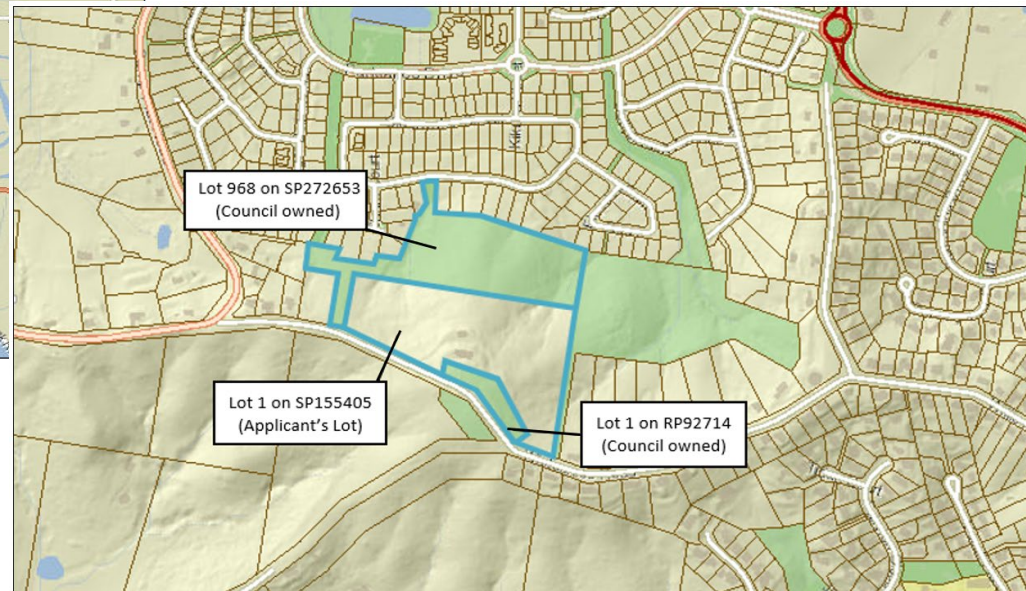 Lot 968 on SP272653
(Council owned)
Lot 1 on SP155405
(Applicant's Lot)
Lot 1 on RP92714
(Council owned)